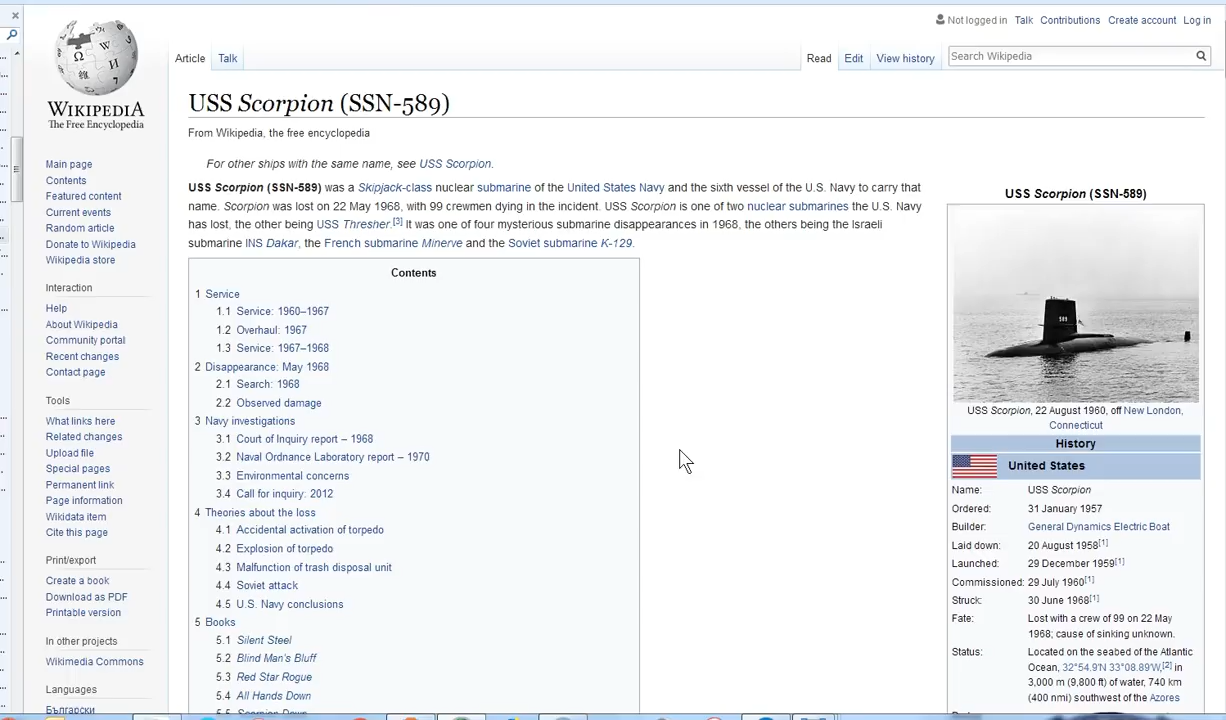 Not logged in Talk Contributions Create account Log in
Article Talk Read Edit View history Search Wikipedia
WIKIPEDIA
The Free Encyclopedia
Main page
Contents
Featured content
Current events
Random article
Donate to Wikipedia
Wikipedia store
Interaction
Help
About Wikipedia
Community portal
Recent changes
Contact page
Tools
What links here
Related changes
Upload file
Special pages
Permanent link
Page information
Wikidata item
Cite this page
Print/export
Create a book
Download as PDF
Printable version
In other projects
Wikimedia Commons
Languages
Български
USS Scorpion (SSN-589)
From Wikipedia, the free encyclopedia
For other ships with the same name, see USS Scorpion.
USS Scorpion (SSN-589) was a Skipjack-class nuclear submarine of the United States Navy and the sixth vessel of the U.S. Navy to carry that
name. Scorpion was lost on 22 May 1968, with 99 crewmen dying in the incident. USS Scorpion is one of two nuclear submarines the U.S. Navy
has lost, the other being USS Thresher.[3] It was one of four mysterious submarine disappearances in 1968, the others being the Israeli
submarine INS Dakar, the French submarine Minerve and the Soviet submarine K-129.
Contents
1 Service
1.1 Service: 1960–1967
1.2 Overhaul: 1967
1.3 Service: 1967–1968
2 Disappearance: May 1968
2.1 Search: 1968
2.2 Observed damage
3 Navy investigations
3.1 Court of Inquiry report – 1968
3.2 Naval Ordnance Laboratory report – 1970
3.3 Environmental concerns
3.4 Call for inquiry: 2012
4 Theories about the loss
4.1 Accidental activation of torpedo
4.2 Explosion of torpedo
4.3 Malfunction of trash disposal unit
4.4 Soviet attack
4.5 U.S. Navy conclusions
5 Books
5.1 Silent Steel
5.2 Blind Man's Bluff
5.3 Red Star Rogue
5.4 All Hands Down
5.5 Scorpion Down
USS Scorpion (SSN-589)
589
USS Scorpion, 22 August 1960, off New London,
Connecticut
History
United States
Name: USS Scorpion
Ordered: 31 January 1957
Builder: General Dynamics Electric Boat
Laid down: 20 August 1958[1]
Launched: 29 December 1959[1]
Commissioned: 29 July 1960[1]
Struck: 30 June 1968[1]
Fate: Lost with a crew of 99 on 22 May
1968; cause of sinking unknown.
Status: Located on the seabed of the Atlantic
Ocean, 32°54.9′N 33°08.89′W,[2] in
3,000 m (9,800 ft) of water, 740 km
(400 nmi) southwest of the Azores